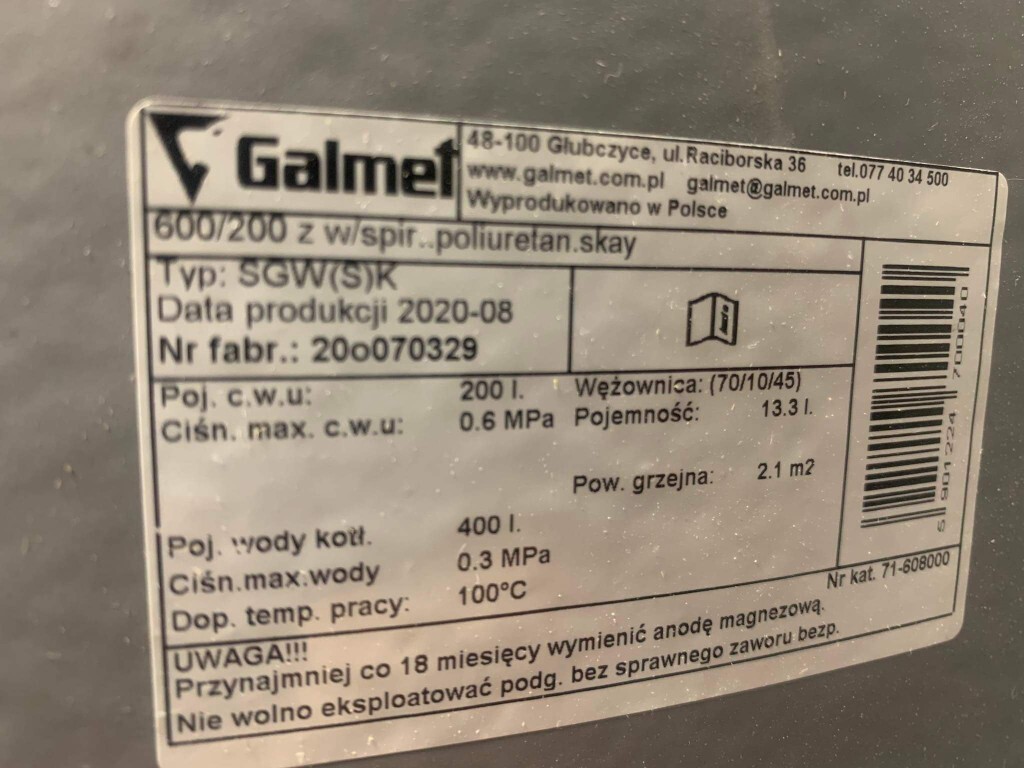 Galmet
48-100 Głubczyce, ul.Raciborska 36 tel.077 40 34 500
www.galmet.com.pl galmet@galmet.com.pl
Wyprodukowano w Polsce
600/200 z w/spir..poliuretan.skay
Typ: SGW(S)K
Data produkcji 2020-08
Nr fabr.: 20o070329
Poj. c.w.u: 200 l.
Ciśn. max. c.w.u: 0.6 MPa
Wężownica: (70/10/45)
Pojemność: 13.3 l.
Pow. grzejna: 2.1 m2
Poj. wody kotł. 400 l.
Ciśn.max.wody 0.3 MPa
Dop. temp. pracy: 100°C
5 901224 700040
Nr kat. 71-608000
UWAGA!!!
Przynajmniej co 18 miesięcy wymienić anodę magnezową.
Nie wolno eksploatować podg. bez sprawnego zaworu bezp.